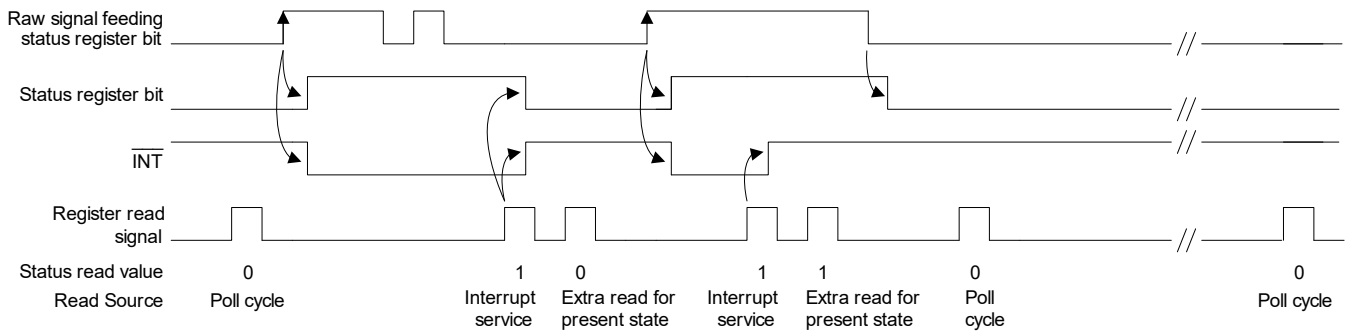 Raw signal feeding
status register bit
//
Status register bit
//
INT
//
Register read
signal
//
Status read value 0 1 0 1 1 0 0
Read Source Poll cycle Interrupt Extra read for Interrupt Extra read for Poll Poll cycle
service present state service present state cycle